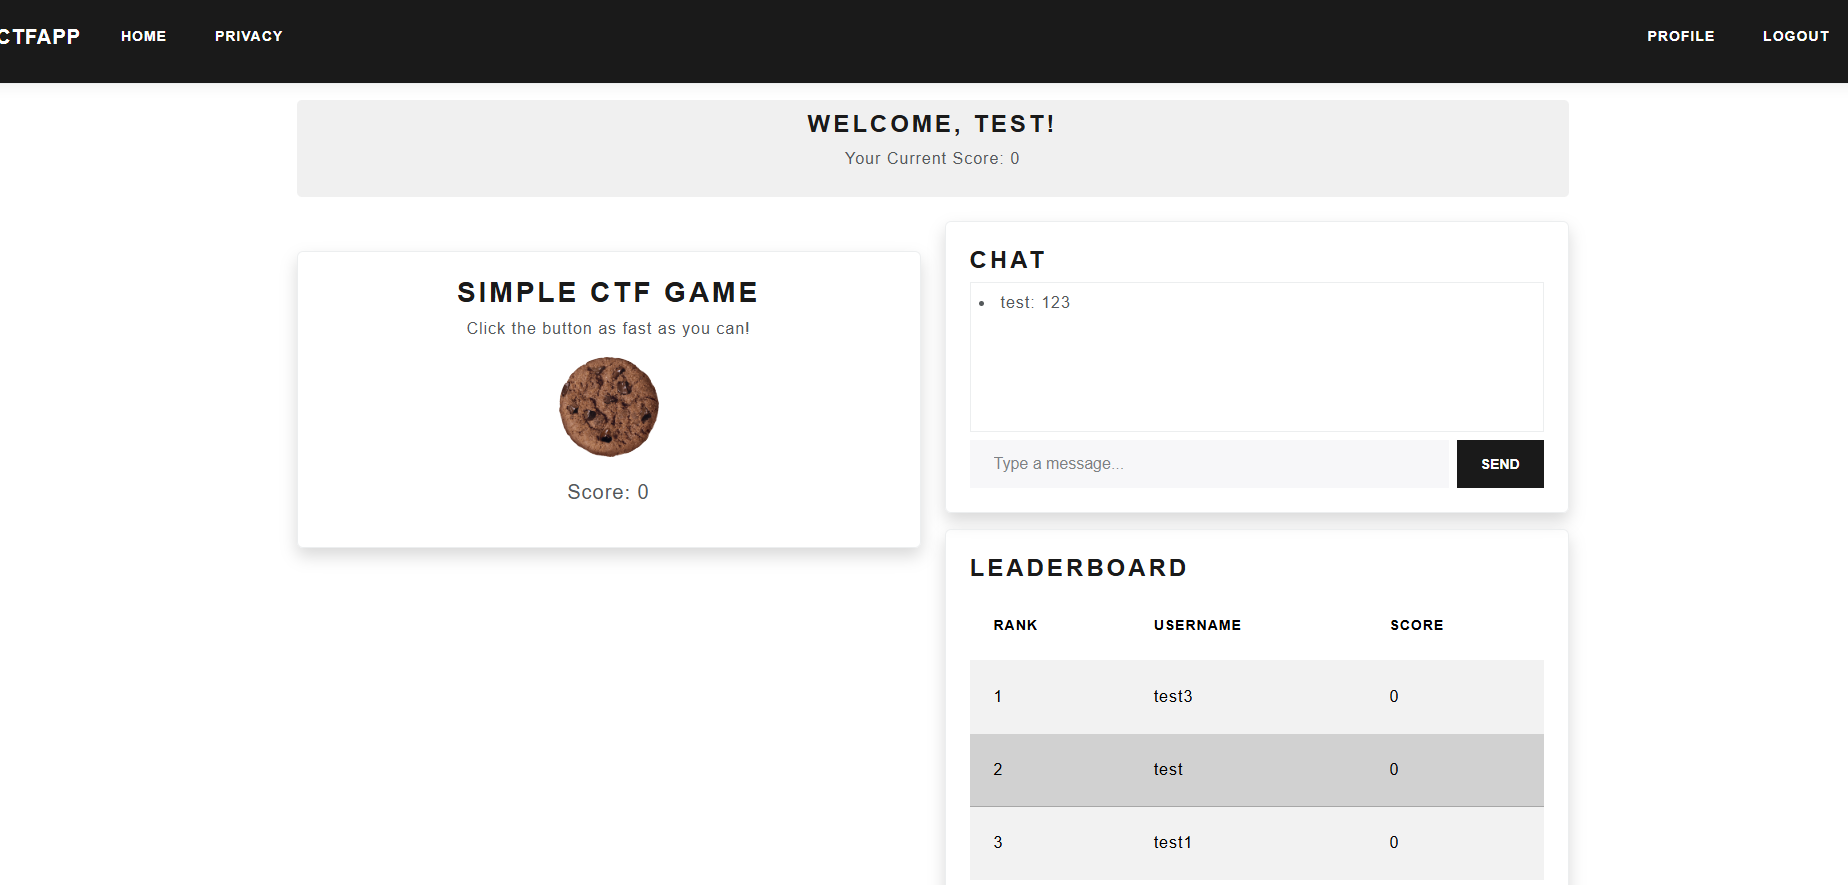 CTFAPP HOME PRIVACY PROFILE LOGOUT
WELCOME, TEST!
Your Current Score: 0
SIMPLE CTF GAME
Click the button as fast as you can!
Score: 0
CHAT
• test: 123
Type a message...
SEND
LEADERBOARD
RANK USERNAME SCORE
1 test3 0
2 test 0
3 test1 0